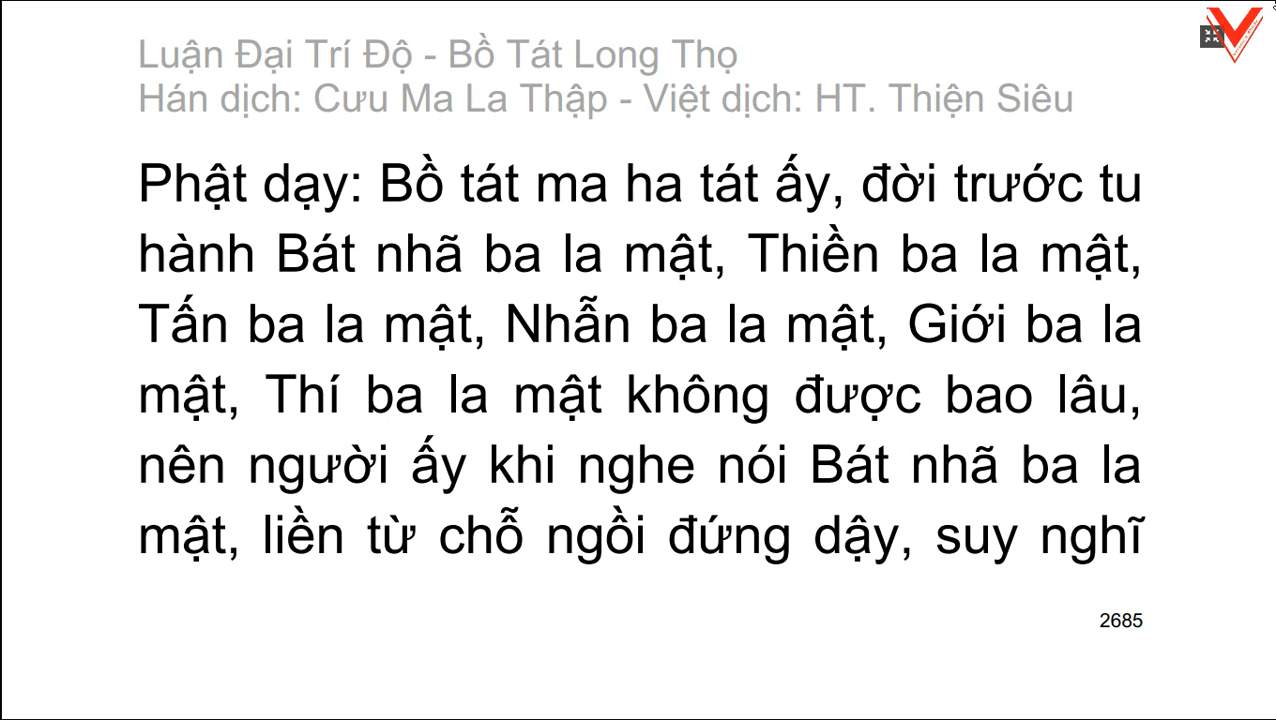 Luận Đại Trí Độ - Bồ Tát Long Thọ
Hán dịch: Cưu Ma La Thập - Việt dịch: HT. Thiện Siêu
Phật dạy: Bồ tát ma ha tát ấy, đời trước tu
hành Bát nhã ba la mật, Thiền ba la mật,
Tấn ba la mật, Nhẫn ba la mật, Giới ba la
mật, Thí ba la mật không được bao lâu,
nên người ấy khi nghe nói Bát nhã ba la
mật, liền từ chỗ ngồi đứng dậy, suy nghĩ
2685